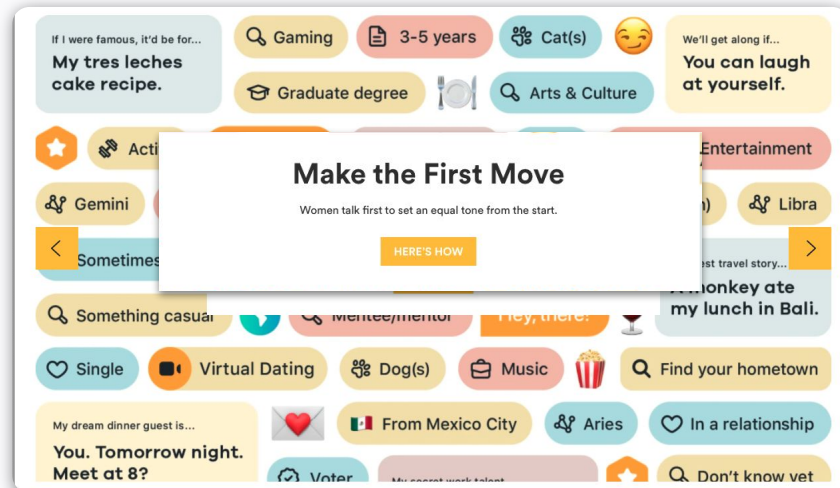 If I were famous, it'd be for...
My tres leches
cake recipe.
Gaming
3-5 years
Cat(s)
We'll get along if...
You can laugh
at yourself.
Graduate degree
Arts & Culture
Acti
Entertainment
Make the First Move
Women talk first to set an equal tone from the start.
HERE'S HOW
Gemini
Libra
Sometimes
est travel story...
A monkey ate
my lunch in Bali.
Something casual
Mentee/mentor
Hey, there!
Single
Virtual Dating
Dog(s)
Music
Find your hometown
My dream dinner guest is...
You. Tomorrow night.
Meet at 8?
From Mexico City
Aries
In a relationship
Voter
My secret work talent
Don't know yet